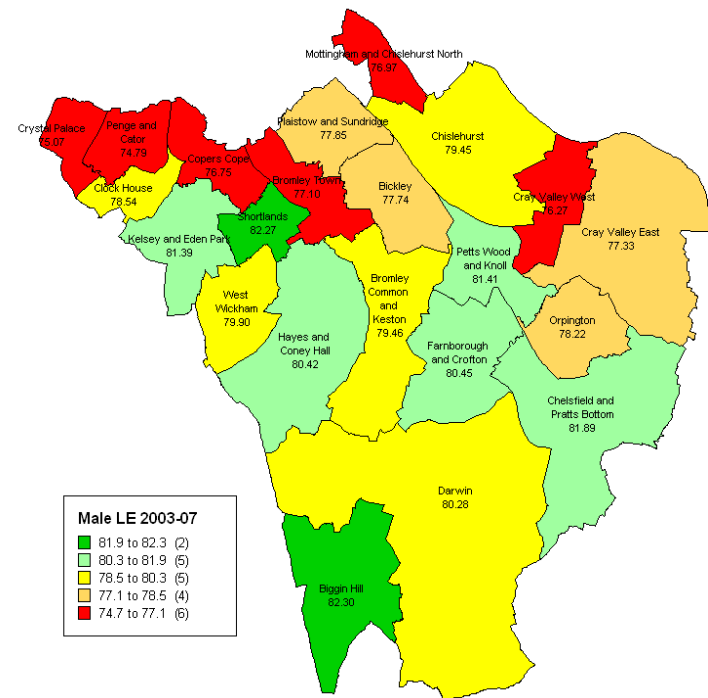 Mottingham and Chislehurst North
76.97
Crystal Palace
75.07
Penge and
Cator
74.79
Copers Cope
76.75
Plaistow and Sundridge
77.85
Chislehurst
79.45
Clock House
78.54
Bromley Town
77.10
Bickley
77.74
Cray Valley West
76.27
Cray Valley East
77.33
Shortlands
82.27
Kelsey and Eden Park
81.39
Petts Wood
and Knoll
81.41
West
Wickham
79.90
Bromley
Common
and
Keston
79.46
Hayes and
Coney Hall
80.42
Farnborough
and Crofton
80.45
Orpington
78.22
Chelsfield and
Pratts Bottom
81.89
Darwin
80.28
Biggin Hill
82.30
Male LE 2003-07
81.9 to 82.3 (2)
80.3 to 81.9 (5)
78.5 to 80.3 (5)
77.1 to 78.5 (4)
74.7 to 77.1 (6)